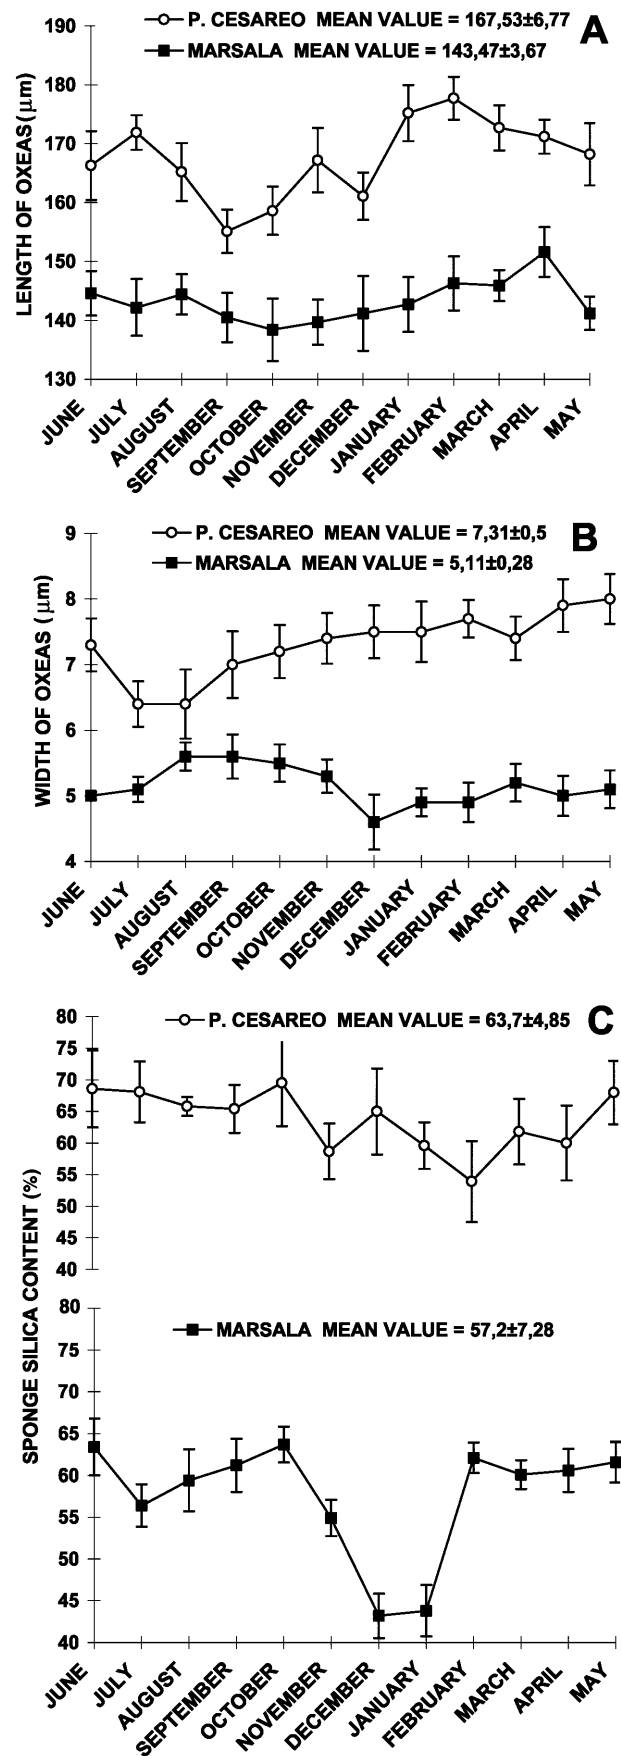 190
180
170
160
150
140
130
LENGTH OF OXEAS (µm)
P. CESAREO MEAN VALUE = 167,53±6,77
MARSALA MEAN VALUE = 143,47±3,67
A
JUNE
JULY
AUGUST
SEPTEMBER
OCTOBER
NOVEMBER
DECEMBER
JANUARY
FEBRUARY
MARCH
APRIL
MAY
9
8
7
6
5
4
WIDTH OF OXEAS (µm)
P. CESAREO MEAN VALUE = 7,31±0,5
MARSALA MEAN VALUE = 5,11±0,28
B
JUNE
JULY
AUGUST
SEPTEMBER
OCTOBER
NOVEMBER
DECEMBER
JANUARY
FEBRUARY
MARCH
APRIL
MAY
SPONGE SILICA CONTENT (%)
80
75
70
65
60
55
50
45
40
P. CESAREO MEAN VALUE = 63,7±4,85
C
80
75
70
65
60
55
50
45
40
MARSALA MEAN VALUE = 57,2±7,28
JUNE
JULY
AUGUST
SEPTEMBER
OCTOBER
NOVEMBER
DECEMBER
JANUARY
FEBRUARY
MARCH
APRIL
MAY